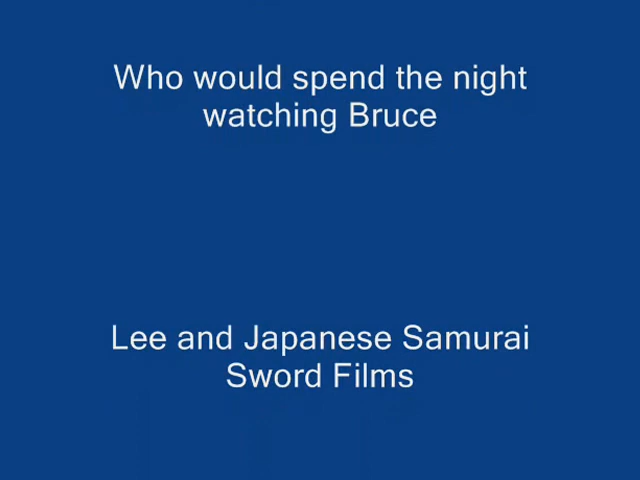 Who would spend the night
watching Bruce
Lee and Japanese Samurai
Sword Films